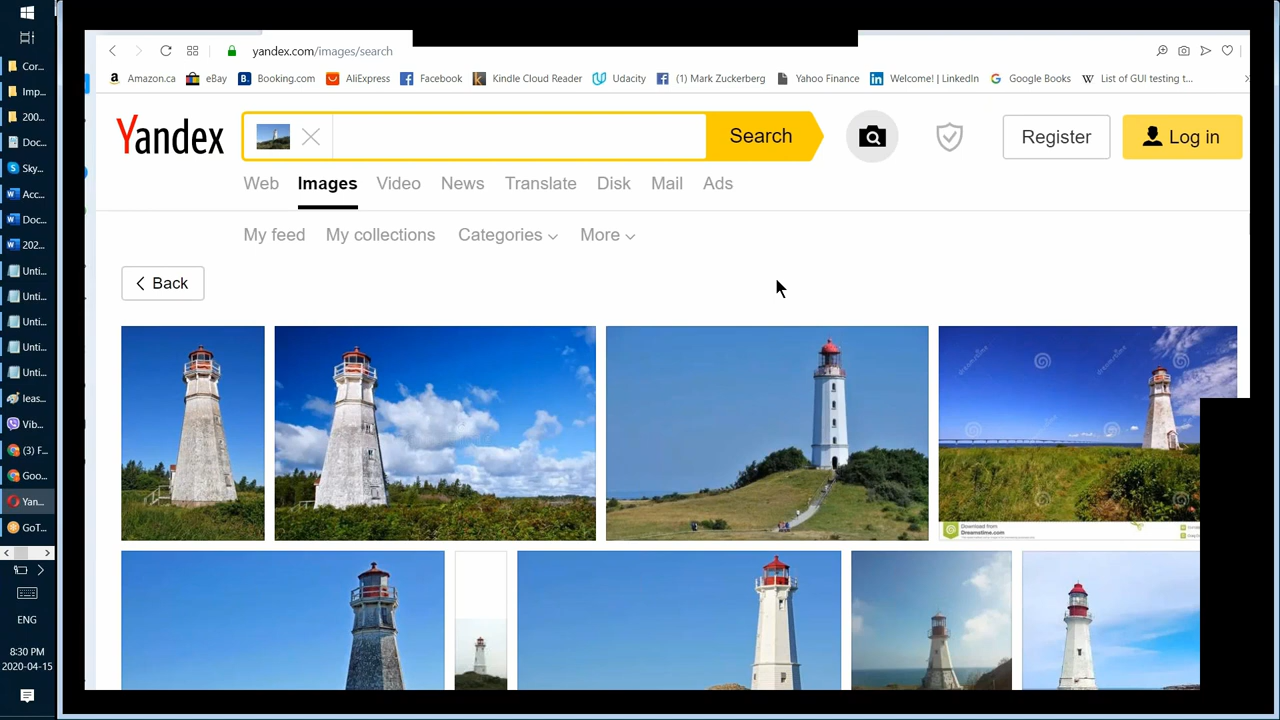 yandex.com/images/search
Amazon.ca eBay Booking.com AliExpress Facebook Kindle Cloud Reader Udacity (1) Mark Zuckerberg Yahoo Finance Welcome! | LinkedIn Google Books List of GUI testing t...
Yandex Search Register Log in
Web Images Video News Translate Disk Mail Ads
My feed My collections Categories More
Back
Download from
Dreamstime.com
Cor...
Imp...
200...
Doc...
Sky...
Acc...
Doc...
202...
Unti...
Unti...
Unti...
Unti...
Unti...
leas...
Vib...
(3) F...
Goo...
Yan...
GoT...
ENG
8:30 PM
2020-04-15